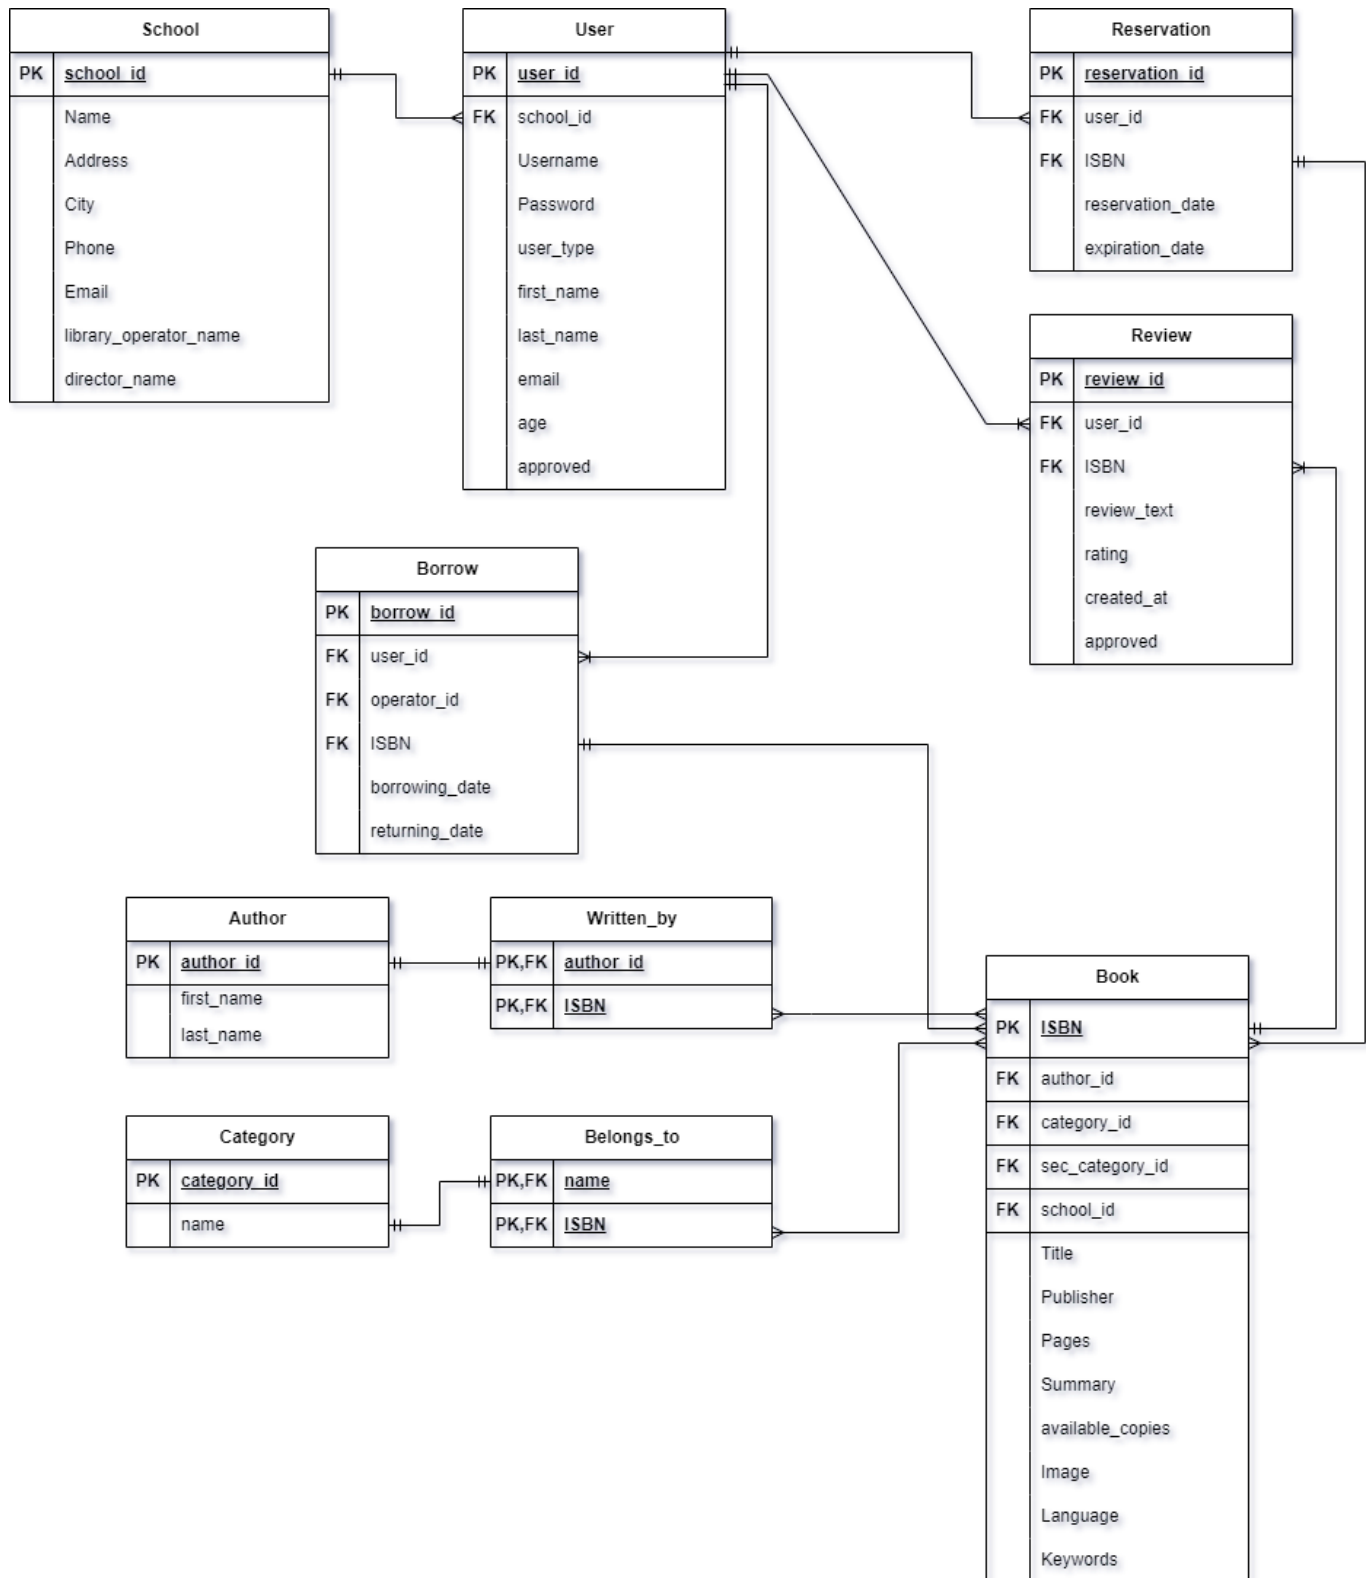 School
PK school_id
Name
Address
City
Phone
Email
library_operator_name
director_name
User
PK user_id
FK school_id
Username
Password
user_type
first_name
last_name
email
age
approved
Reservation
PK reservation_id
FK user_id
FK ISBN
reservation_date
expiration_date
Review
PK review_id
FK user_id
FK ISBN
review_text
rating
created_at
approved
Borrow
PK borrow_id
FK user_id
FK operator_id
FK ISBN
borrowing_date
returning_date
Author
PK author_id
first_name
last_name
Written_by
PK,FK author_id
PK,FK ISBN
Category
PK category_id
name
Belongs_to
PK,FK name
PK,FK ISBN
Book
PK ISBN
FK author_id
FK category_id
FK sec_category_id
FK school_id
Title
Publisher
Pages
Summary
available_copies
Image
Language
Keywords